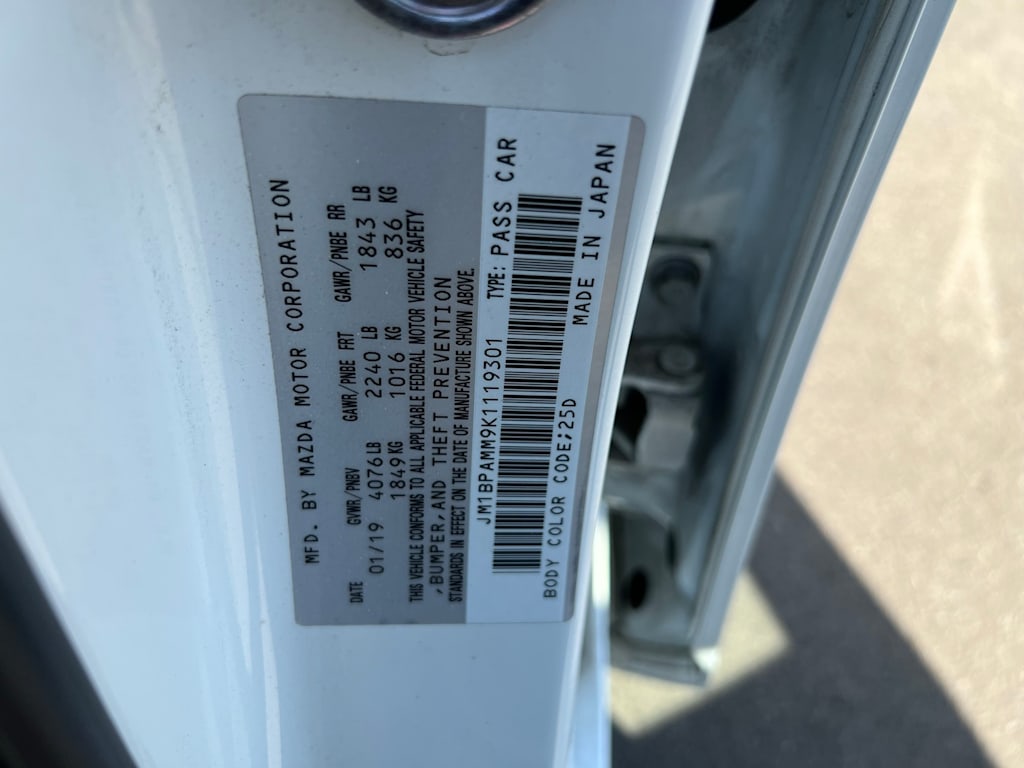 MFD. BY MAZDA MOTOR CORPORATION
DATE GVWR/PNBV GAWR/PNBE FRT GAWR/PNBE RR
01/19 4076LB 2240 LB 1843 LB
1849KG 1016 KG 836 KG
THIS VEHICLE CONFORMS TO ALL APPLICABLE FEDERAL MOTOR VEHICLE SAFETY
,BUMPER,AND THEFT PREVENTION
STANDARDS IN EFFECT ON THE DATE OF MANUFACTURE SHOWN ABOVE.
JM1BPAMM9K1119301 TYPE: PASS CAR
BODY COLOR CODE;25D MADE IN JAPAN